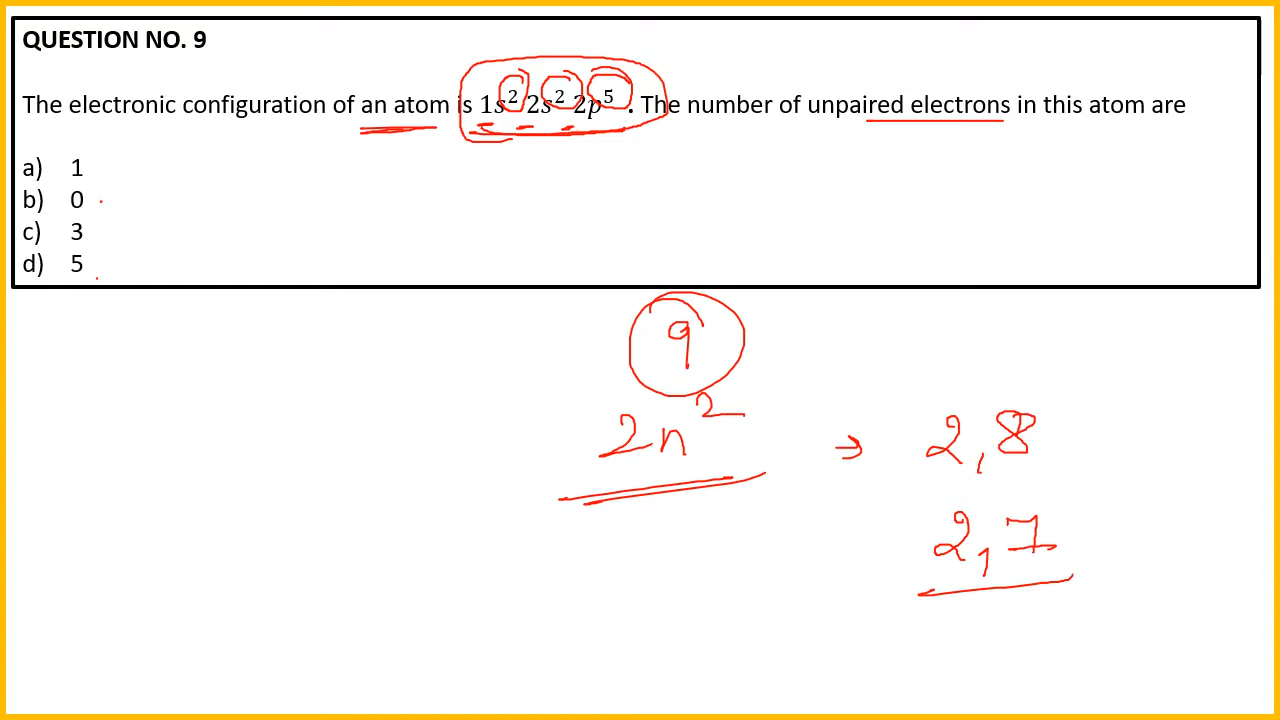 QUESTION NO. 9
The electronic configuration of an atom is 1s² 2s² 2p⁵ . The number of unpaired electrons in this atom are
a) 1
b) 0
c) 3
d) 5
9
2n² → 2,8
2,7